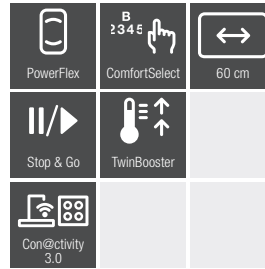 B
2345
PowerFlex
ComfortSelect
60 cm
Stop & Go
TwinBooster
Con@ctivity
3.0